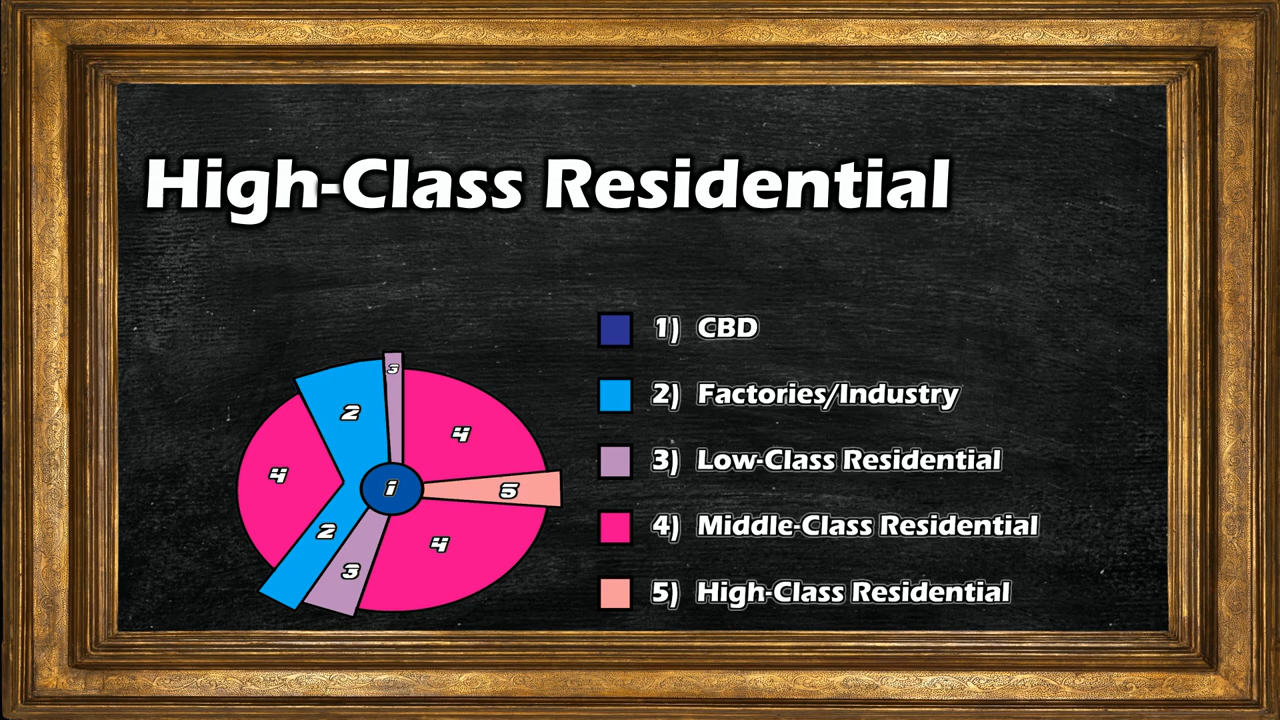 High-Class Residential
1) CBD
2) Factories/Industry
3) Low-Class Residential
4) Middle-Class Residential
5) High-Class Residential
3
2
4
4
4
1
5
2
4
3